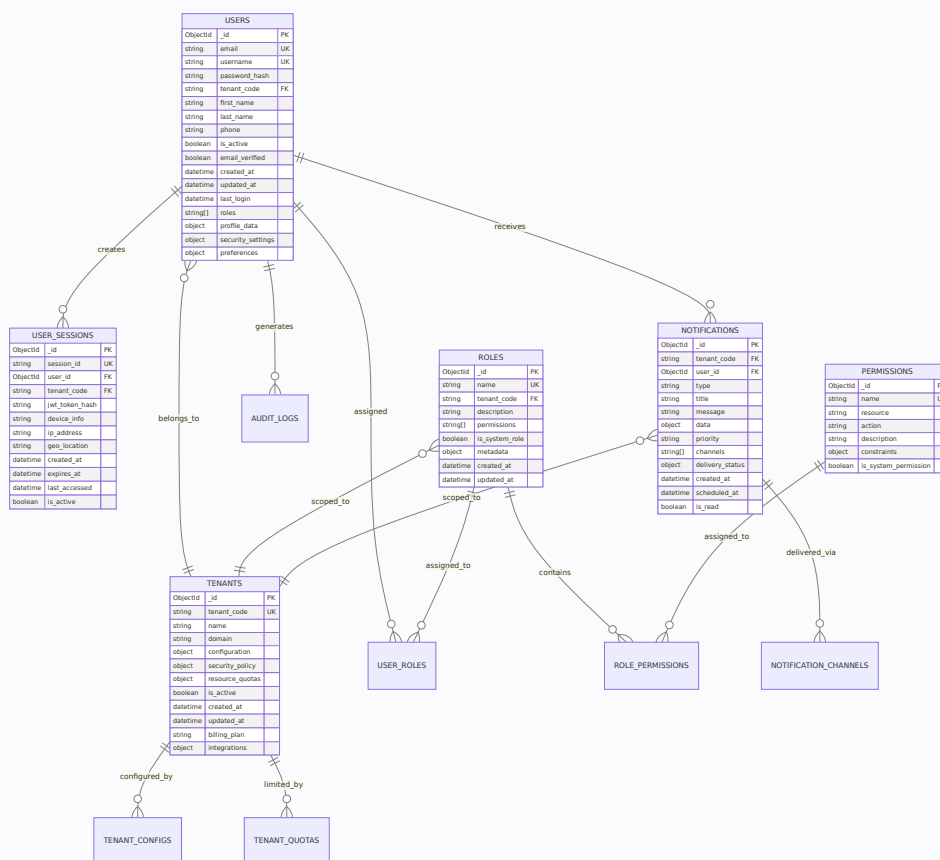 USERS
ObjectId _id PK
string email UK
string username UK
string password_hash
string tenant_code FK
string first_name
string last_name
string phone
boolean is_active
boolean email_verified
datetime created_at
datetime updated_at
datetime last_login
string[] roles
object profile_data
object security_settings
object preferences
receives
creates
generates
belongs_to
assigned
USER_SESSIONS
ObjectId _id PK
string session_id UK
ObjectId user_id FK
string tenant_code FK
string jwt_token_hash
string device_info
string ip_address
string geo_location
datetime created_at
datetime expires_at
datetime last_accessed
boolean is_active
AUDIT_LOGS
ROLES
ObjectId _id PK
string name UK
string tenant_code FK
string description
string[] permissions
boolean is_system_role
object metadata
datetime created_at
datetime updated_at
NOTIFICATIONS
ObjectId _id PK
string tenant_code FK
ObjectId user_id FK
string type
string title
string message
object data
string priority
string[] channels
object delivery_status
datetime created_at
datetime scheduled_at
boolean is_read
PERMISSIONS
ObjectId _id
string name
string resource
string action
string description
object constraints
boolean is_system_permission
scoped_to
scoped_to
assigned_to
contains
assigned_to
delivered_via
TENANTS
ObjectId _id PK
string tenant_code UK
string name
string domain
object configuration
object security_policy
object resource_quotas
boolean is_active
datetime created_at
datetime updated_at
string billing_plan
object integrations
USER_ROLES
ROLE_PERMISSIONS
NOTIFICATION_CHANNELS
configured_by
limited_by
TENANT_CONFIGS
TENANT_QUOTAS